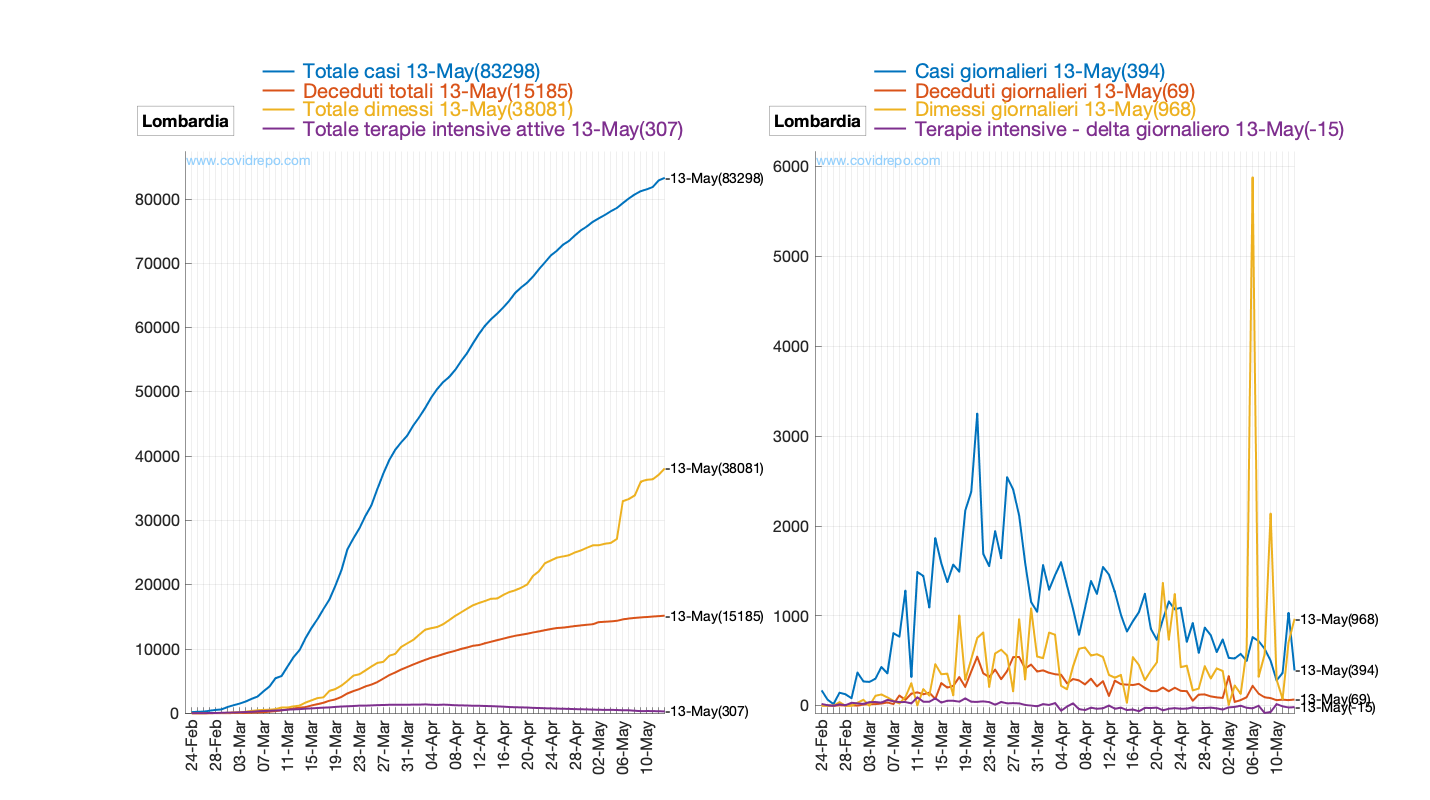 Totale casi 13-May(83298)
Deceduti totali 13-May(15185)
Totale dimessi 13-May(38081)
Totale terapie intensive attive 13-May(307)
Lombardia
www.covidrepo.com
80000
70000
60000
50000
40000
30000
20000
10000
0
13-May(83298)
13-May(38081)
13-May(15185)
13-May(307)
24-Feb
28-Feb
03-Mar
07-Mar
11-Mar
15-Mar
19-Mar
23-Mar
27-Mar
31-Mar
04-Apr
08-Apr
12-Apr
16-Apr
20-Apr
24-Apr
28-Apr
02-May
06-May
10-May
Casi giornalieri 13-May(394)
Deceduti giornalieri 13-May(69)
Dimessi giornalieri 13-May(968)
Terapie intensive - delta giornaliero 13-May(-15)
Lombardia
www.covidrepo.com
6000
5000
4000
3000
2000
1000
0
13-May(968)
13-May(394)
13-May(69)
13-May(-15)
24-Feb
28-Feb
03-Mar
07-Mar
11-Mar
15-Mar
19-Mar
23-Mar
27-Mar
31-Mar
04-Apr
08-Apr
12-Apr
16-Apr
20-Apr
24-Apr
28-Apr
02-May
06-May
10-May